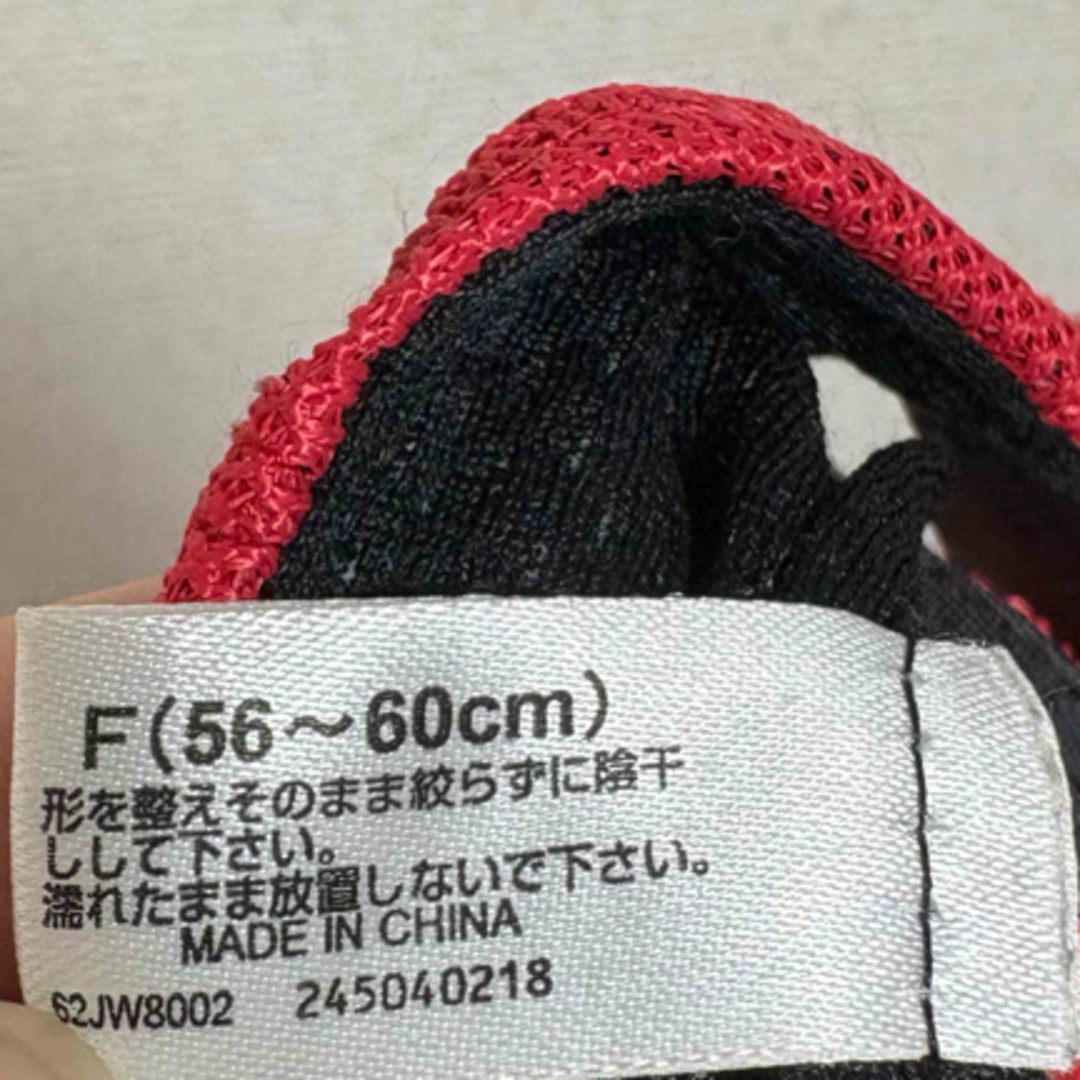 F(56～60cm)
形を整えそのまま絞らずに陰干
ししして下さい。
濡れたまま放置しないで下さい。
MADE IN CHINA
62JW8002 245040218